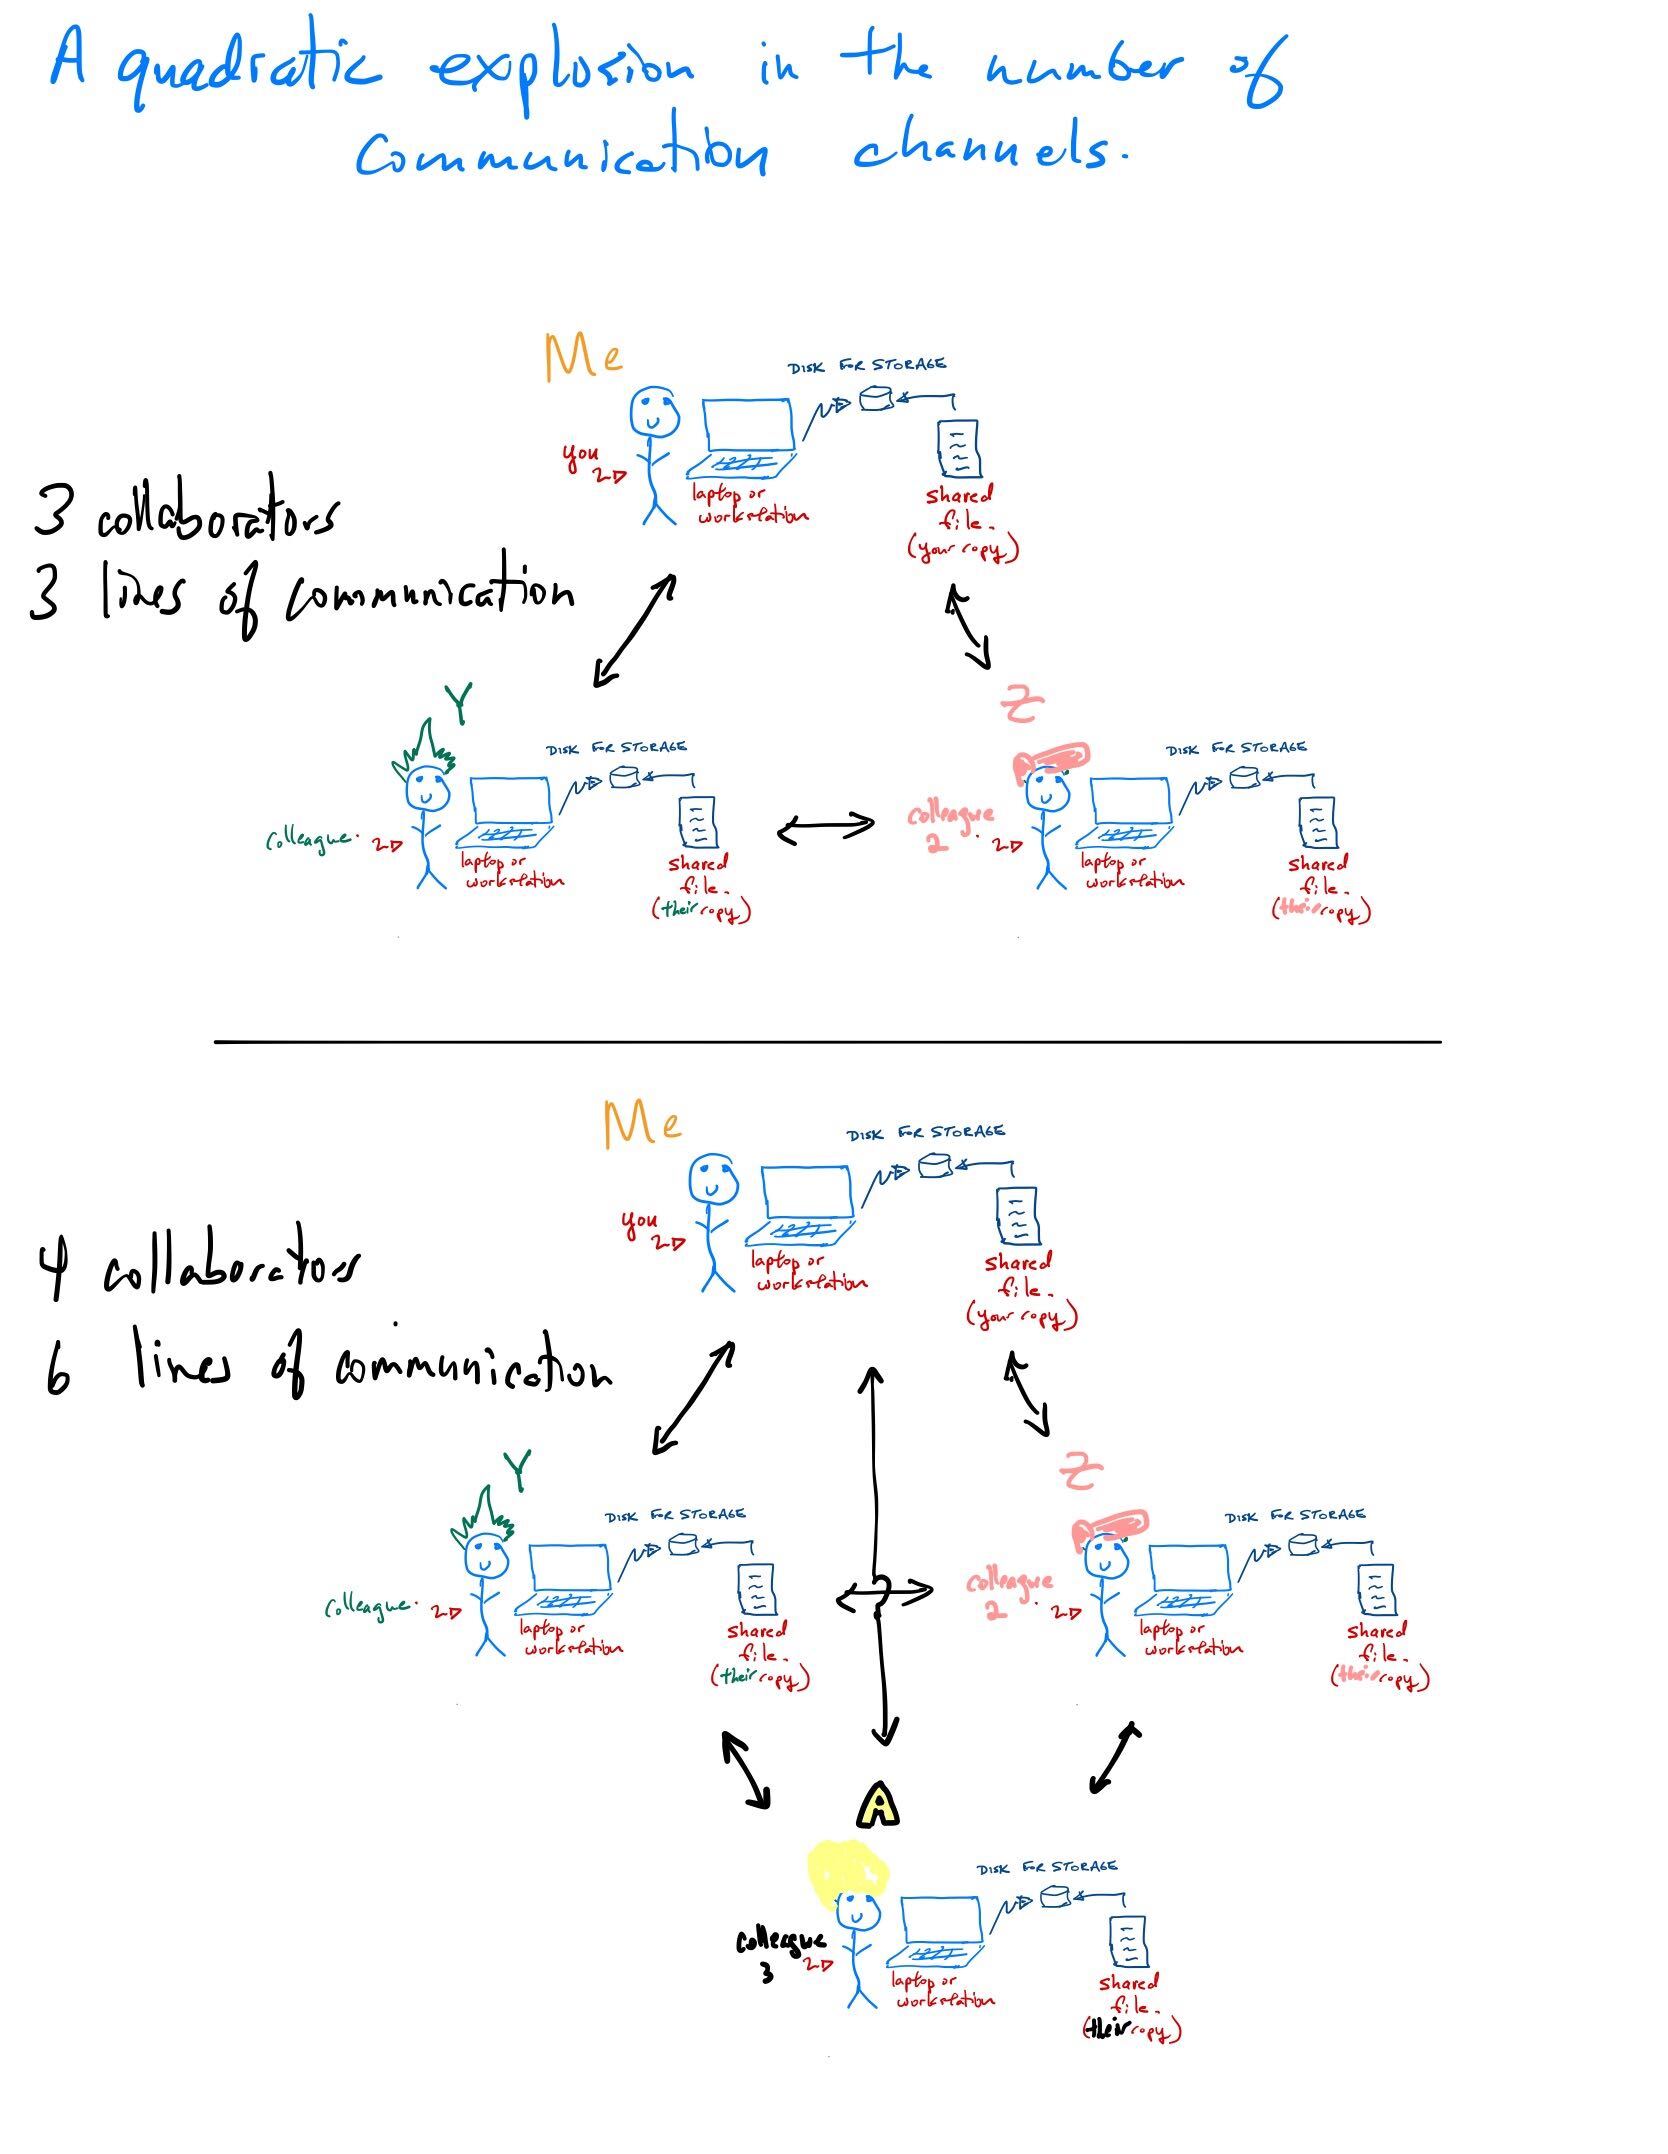 A quadratic explosion in the number of
communication channels.
Me
DISK FOR STORAGE
you
laptop or
workstation
shared
file.
(your copy)
3 collaborators
3 lines of communication
Y
DISK FOR STORAGE
colleague
laptop or
workstation
shared
file.
(their copy)
Z
DISK FOR STORAGE
colleague
2
laptop or
workstation
shared
file.
(their copy)
Me
DISK FOR STORAGE
you
laptop or
workstation
shared
file.
(your copy)
4 collaborators
6 lines of communication
Y
DISK FOR STORAGE
colleague
laptop or
workstation
shared
file.
(their copy)
Z
DISK FOR STORAGE
colleague
2
laptop or
workstation
shared
file.
(their copy)
A
DISK FOR STORAGE
colleague
3
laptop or
workstation
shared
file.
(their copy)